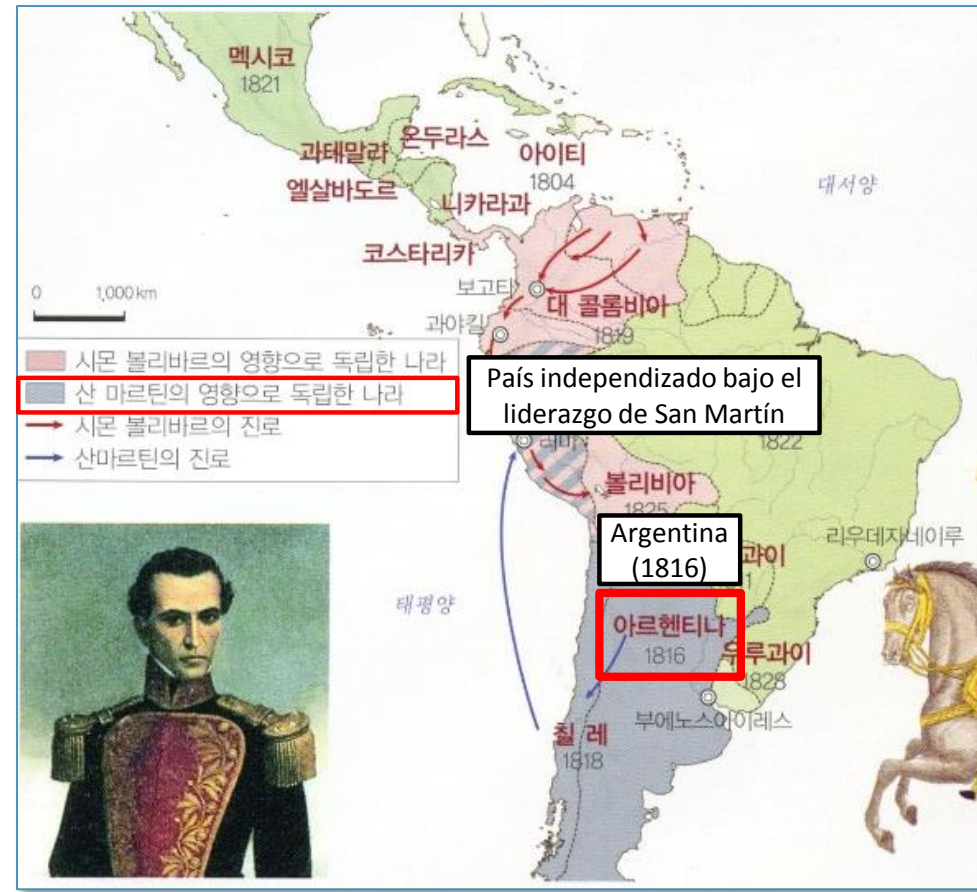 멕시코
1821
온두라스
과테말라
아이티
1804
엘살바도르
대서양
니카라과
코스타리카
0 1,000 km
보고타
대 콜롬비아
1819
과야킬
시몬 볼리바르의 영향으로 독립한 나라
산 마르틴의 영향으로 독립한 나라
시몬 볼리바르의 진로
산마르틴의 진로
País independizado bajo el
liderazgo de San Martín
1822
볼리비아
1825
Argentina
(1816)
리우데자네이루
태평양
아르헨티나
1816
우루과이
1828
부에노스아이레스
칠레
1818